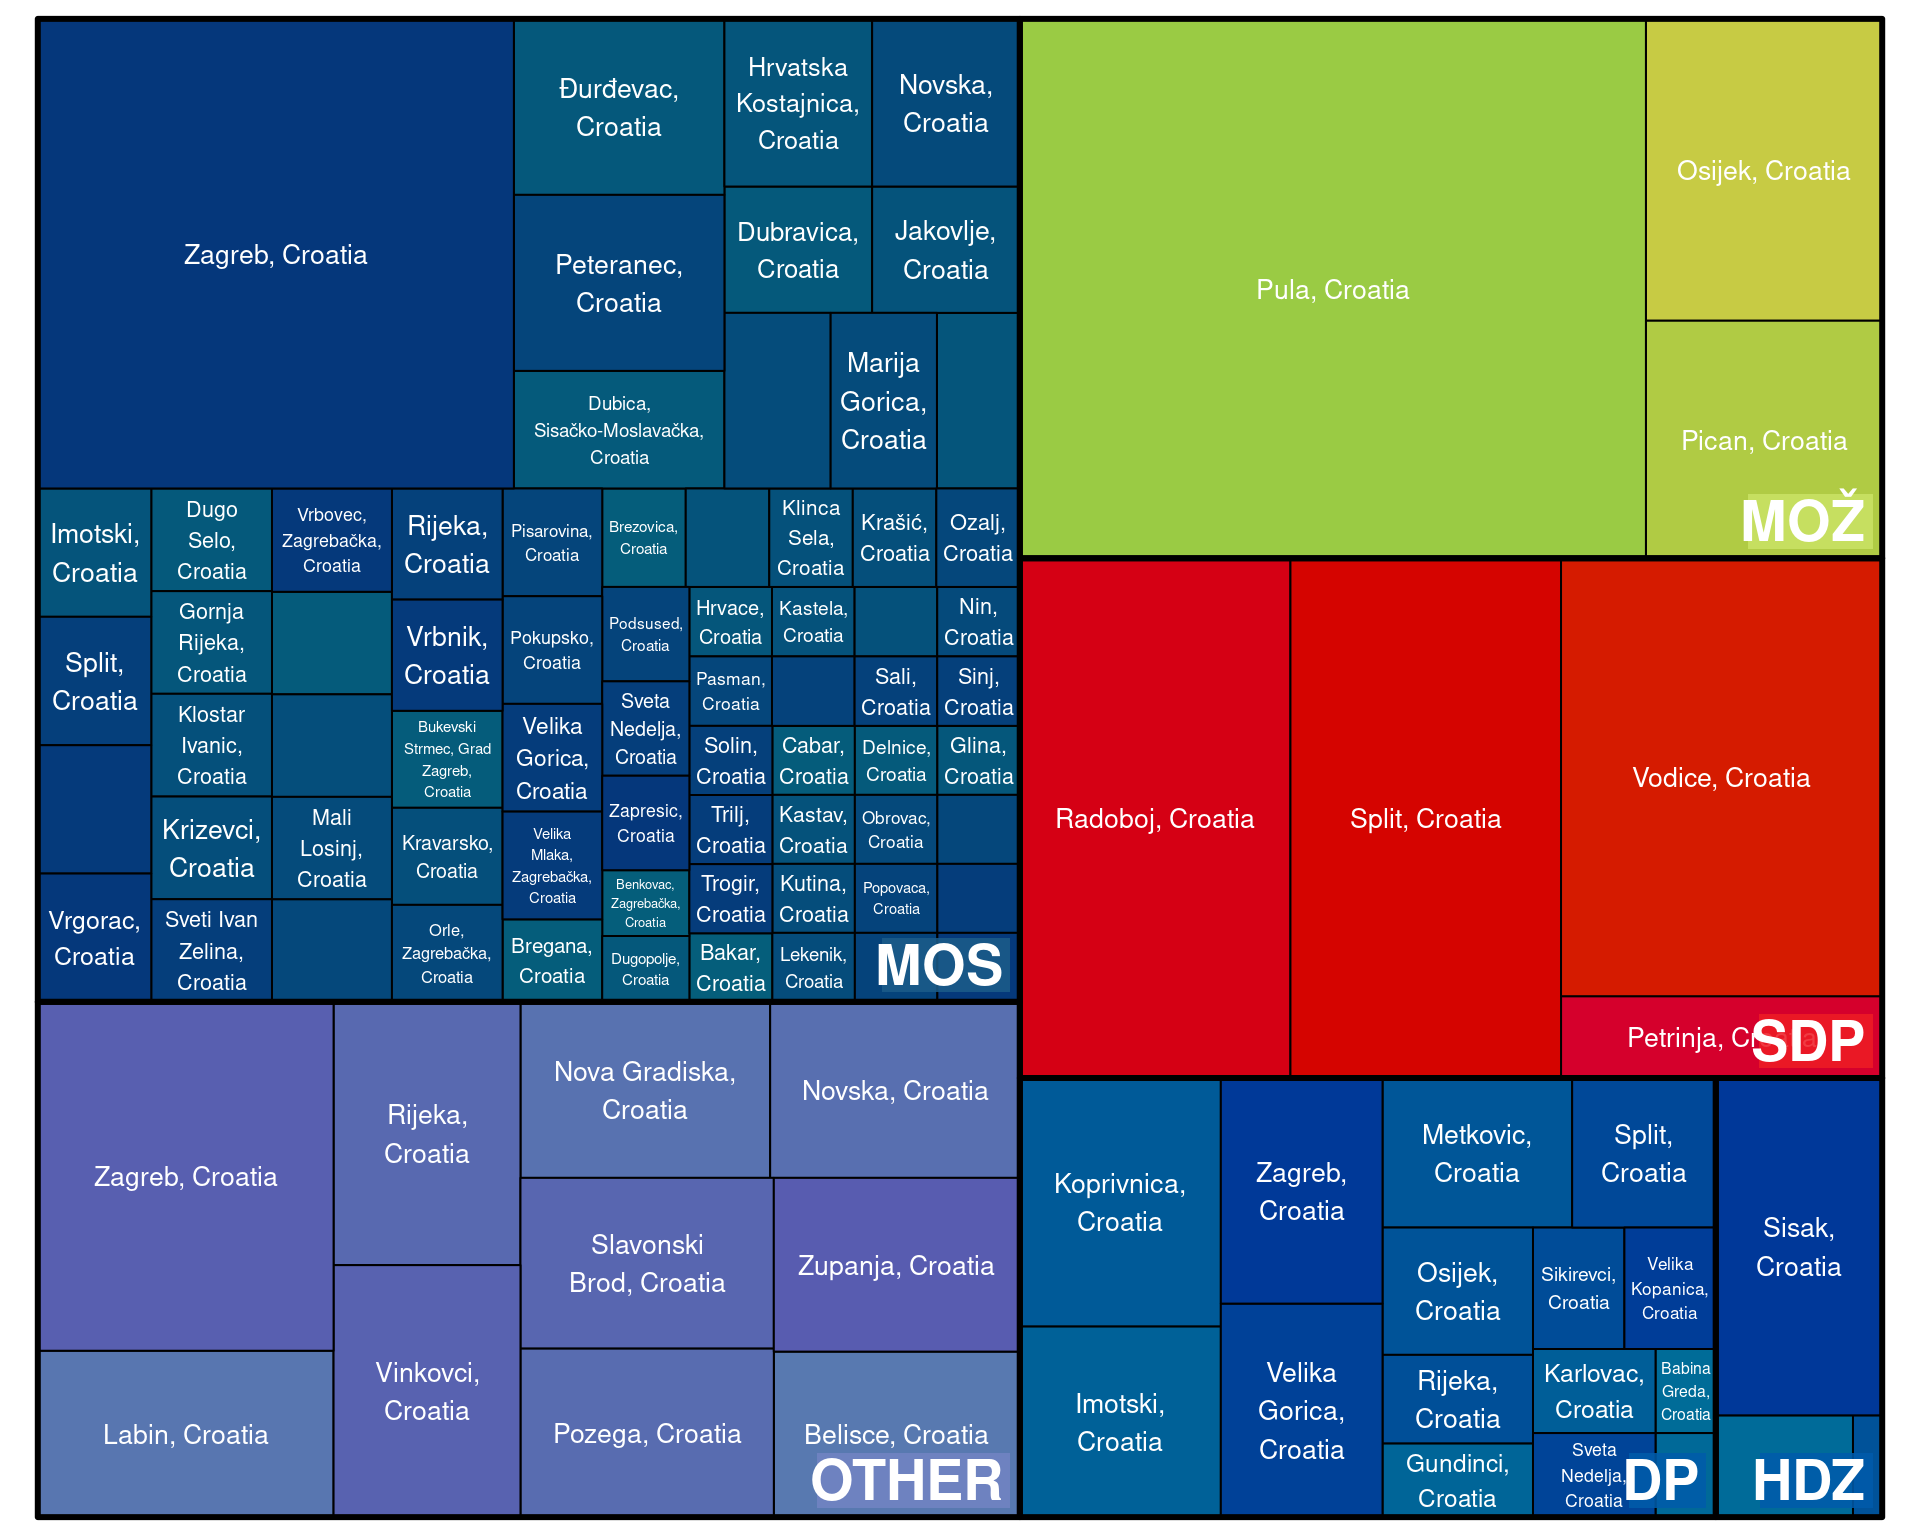 Zagreb, Croatia
Đurđevac,
Croatia
Peteranec,
Croatia
Dubica,
Sisačko-Moslavačka,
Croatia
Hrvatska
Kostajnica,
Croatia
Novska,
Croatia
Dubravica,
Croatia
Jakovlje,
Croatia
Marija
Gorica,
Croatia
Imotski,
Croatia
Split,
Croatia
Vrgorac,
Croatia
Dugo
Selo,
Croatia
Gornja
Rijeka,
Croatia
Klostar
Ivanic,
Croatia
Krizevci,
Croatia
Sveti Ivan
Zelina,
Croatia
Vrbovec,
Zagrebačka,
Croatia
Mali
Losinj,
Croatia
Rijeka,
Croatia
Vrbnik,
Croatia
Bukevski
Strmec, Grad
Zagreb,
Croatia
Kravarsko,
Croatia
Orle,
Zagrebačka,
Croatia
Pisarovina,
Croatia
Pokupsko,
Croatia
Velika
Gorica,
Croatia
Velika
Mlaka,
Zagrebačka,
Croatia
Bregana,
Croatia
Brezovica,
Croatia
Podsused,
Croatia
Sveta
Nedelja,
Croatia
Zapresic,
Croatia
Benkovac,
Zagrebačka,
Croatia
Dugopolje,
Croatia
Klinca
Sela,
Croatia
Krašić,
Croatia
Ozalj,
Croatia
Hrvace,
Croatia
Kastela,
Croatia
Nin,
Croatia
Pasman,
Croatia
Sali,
Croatia
Sinj,
Croatia
Solin,
Croatia
Cabar,
Croatia
Delnice,
Croatia
Glina,
Croatia
Trilj,
Croatia
Kastav,
Croatia
Obrovac,
Croatia
Trogir,
Croatia
Kutina,
Croatia
Popovaca,
Croatia
Bakar,
Croatia
Lekenik,
Croatia
MOS
Pula, Croatia
Osijek, Croatia
Pican, Croatia
MOŽ
Radoboj, Croatia
Split, Croatia
Vodice, Croatia
Petrinja, Croatia
SDP
Zagreb, Croatia
Labin, Croatia
Rijeka,
Croatia
Vinkovci,
Croatia
Nova Gradiska,
Croatia
Novska, Croatia
Slavonski
Brod, Croatia
Zupanja, Croatia
Pozega, Croatia
Belisce, Croatia
OTHER
Koprivnica,
Croatia
Imotski,
Croatia
Zagreb,
Croatia
Velika
Gorica,
Croatia
Metkovic,
Croatia
Split,
Croatia
Osijek,
Croatia
Sikirevci,
Croatia
Velika
Kopanica,
Croatia
Rijeka,
Croatia
Karlovac,
Croatia
Babina
Greda,
Croatia
Gundinci,
Croatia
Sveta
Nedelja,
Croatia
DP
Sisak,
Croatia
HDZ